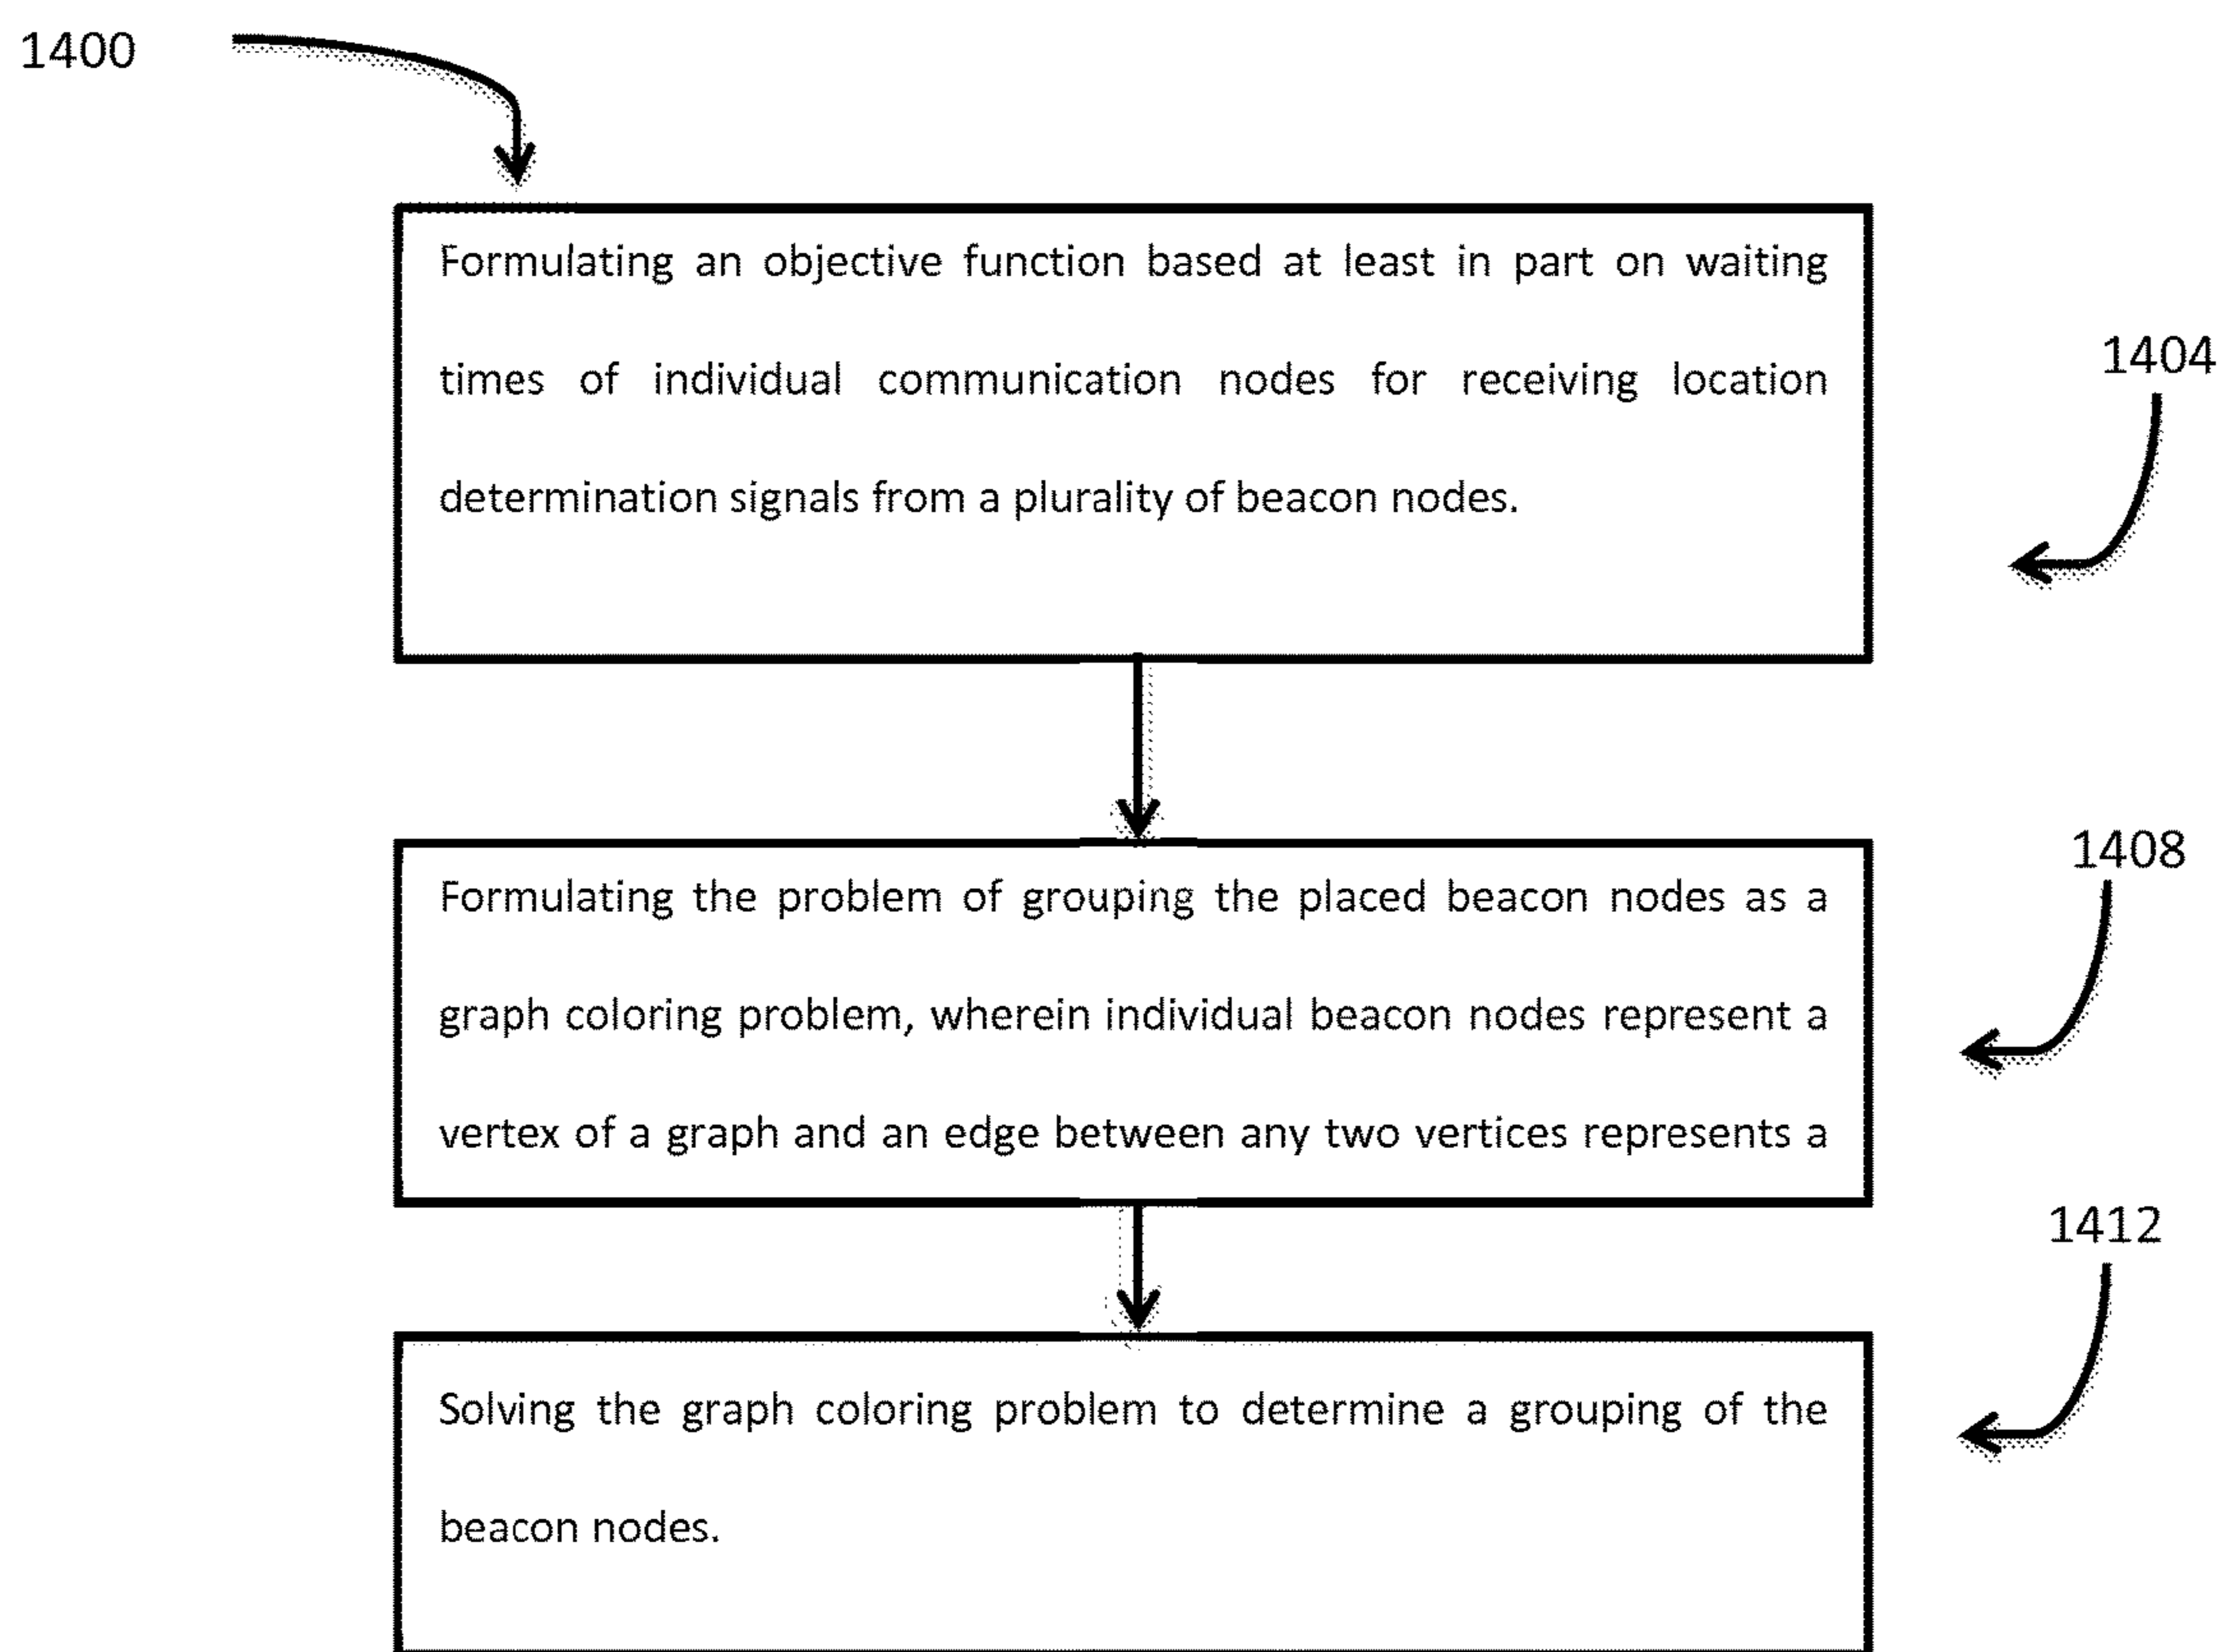 1400
Formulating an objective function based at least in part on waiting
times of individual communication nodes for receiving location
determination signals from a plurality of beacon nodes.
1404
Formulating the problem of grouping the placed beacon nodes as a
graph coloring problem, wherein individual beacon nodes represent a
vertex of a graph and an edge between any two vertices represents a
1408
Solving the graph coloring problem to determine a grouping of the
beacon nodes.
1412